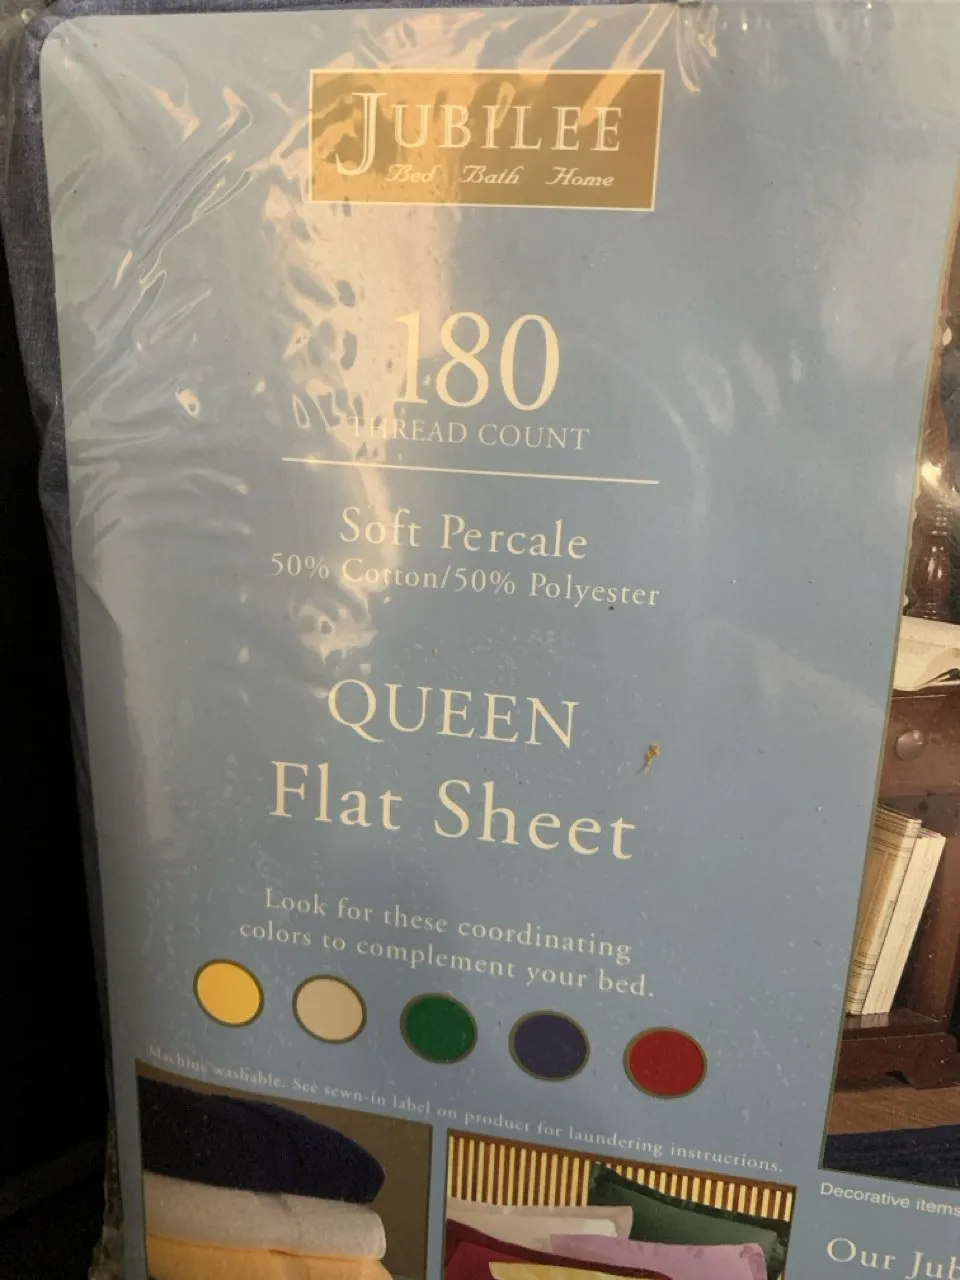 JUBILEE
Bed Bath Home
180
THREAD COUNT
Soft Percale
50% Cotton/50% Polyester
QUEEN
Flat Sheet
Look for these coordinating
colors to complement your bed.
Machine washable. See sewn-in label on product for laundering instructions.
Decorative items
Our